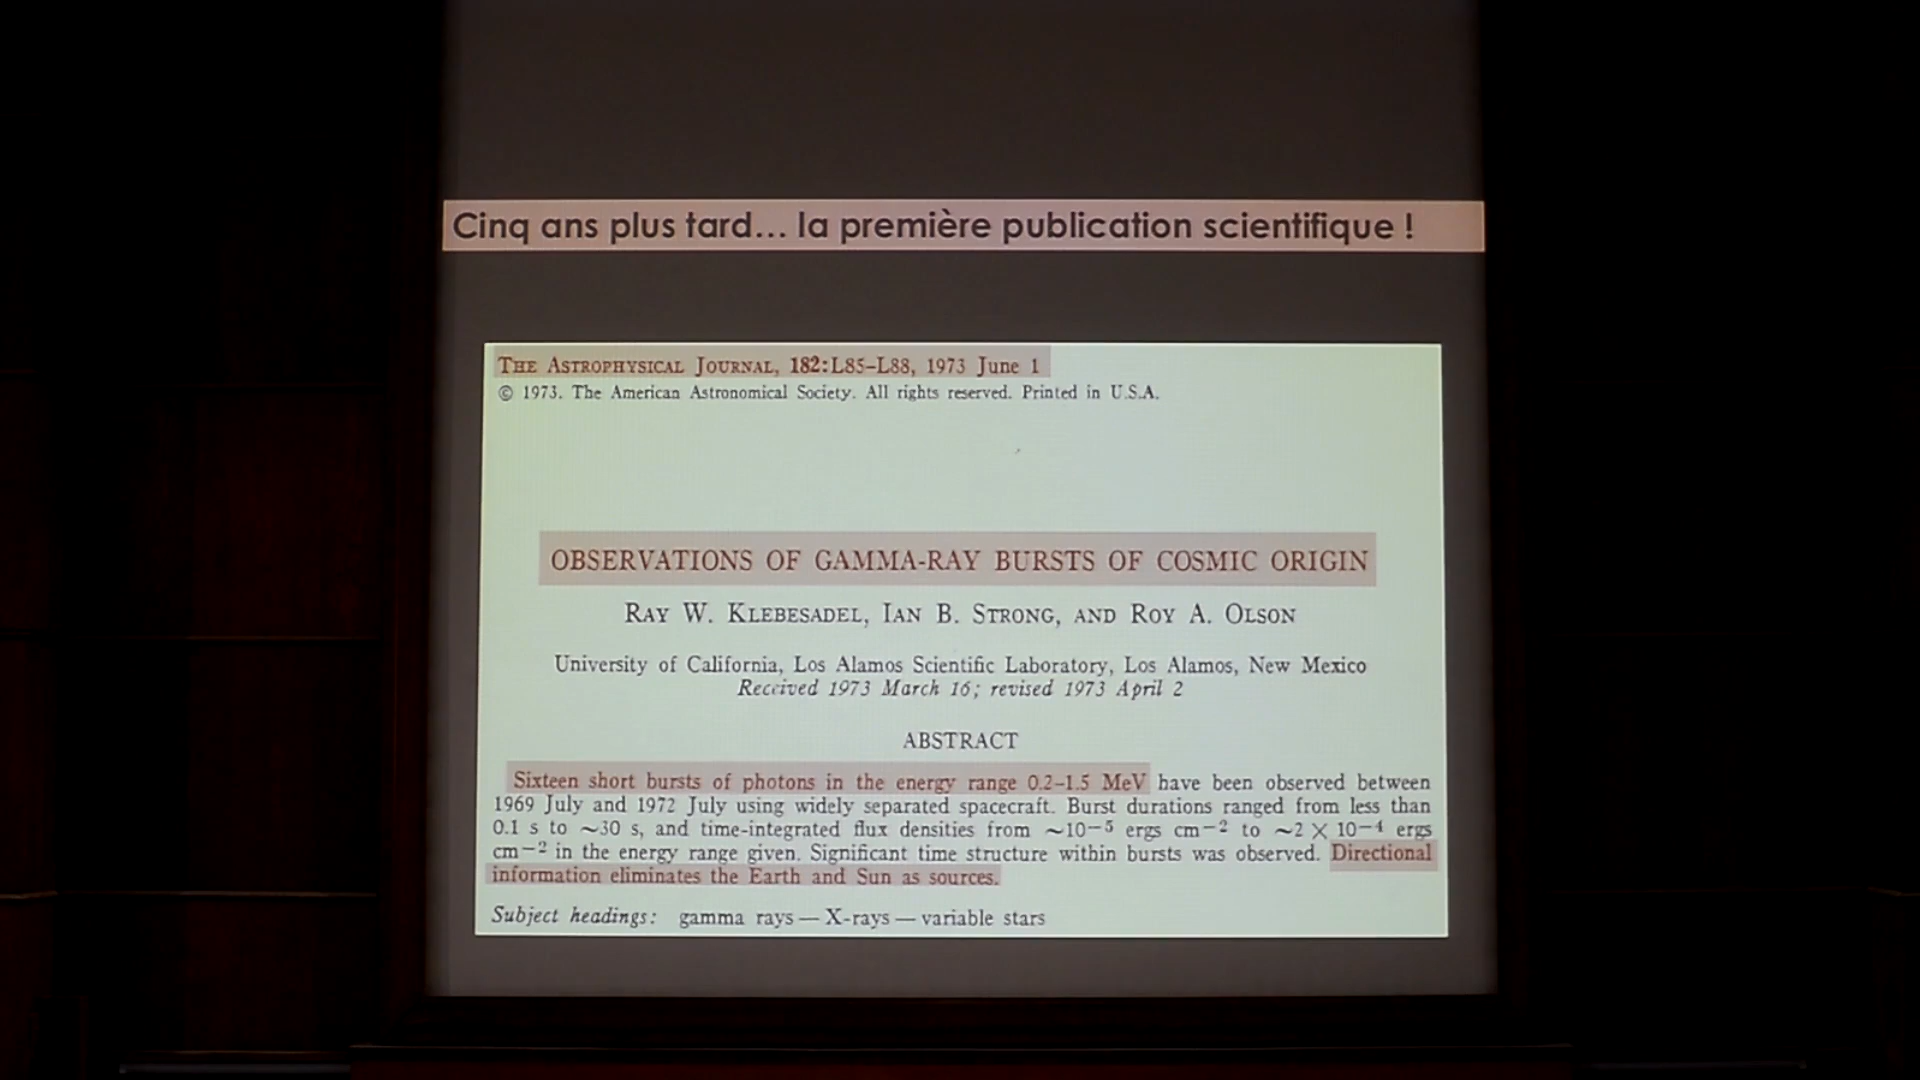 Cinq ans plus tard... la première publication scientifique !
THE ASTROPHYSICAL JOURNAL, 182:L85–L88, 1973 June 1
© 1973. The American Astronomical Society. All rights reserved. Printed in U.S.A.
OBSERVATIONS OF GAMMA-RAY BURSTS OF COSMIC ORIGIN
RAY W. KLEBESADEL, IAN B. STRONG, AND ROY A. OLSON
University of California, Los Alamos Scientific Laboratory, Los Alamos, New Mexico
Received 1973 March 16; revised 1973 April 2
ABSTRACT
Sixteen short bursts of photons in the energy range 0.2–1.5 MeV have been observed between
1969 July and 1972 July using widely separated spacecraft. Burst durations ranged from less than
0.1 s to ~30 s, and time-integrated flux densities from ~10⁻⁵ ergs cm⁻² to ~2 × 10⁻⁴ ergs
cm⁻² in the energy range given. Significant time structure within bursts was observed. Directional
information eliminates the Earth and Sun as sources.
Subject headings: gamma rays — X-rays — variable stars